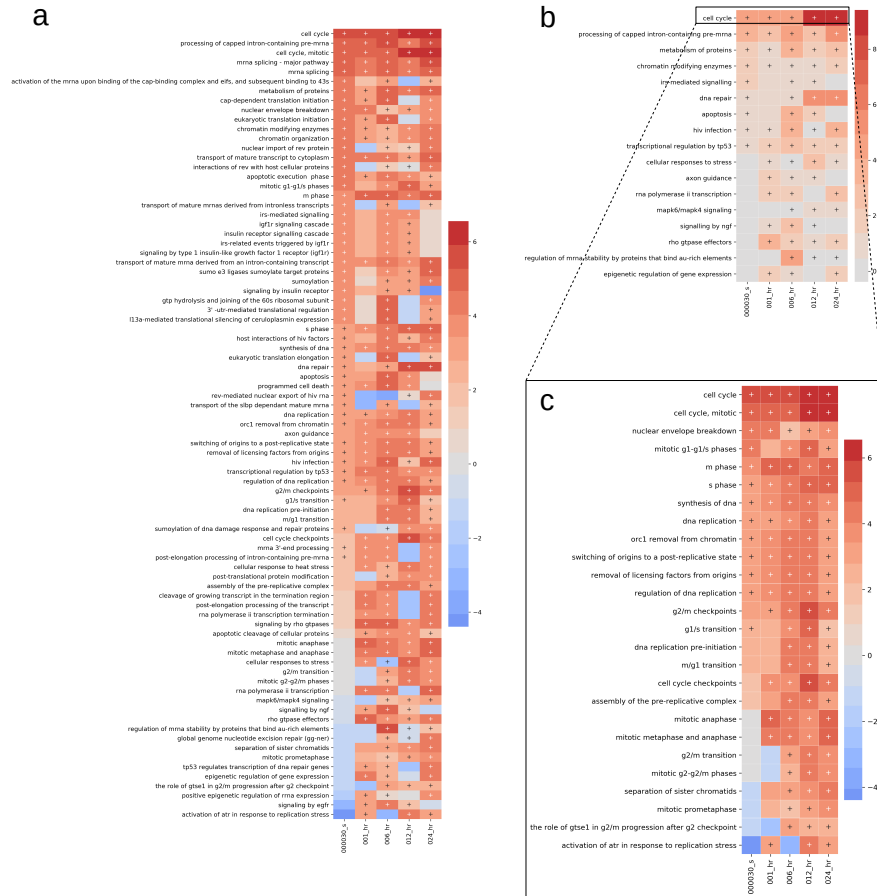 a
cell cycle
processing of capped intron-containing pre-mrna
cell cycle, mitotic
mrna splicing - major pathway
mrna splicing
activation of the mrna upon binding of the cap-binding complex and eifs, and subsequent binding to 43s
metabolism of proteins
cap-dependent translation initiation
nuclear envelope breakdown
eukaryotic translation initiation
chromatin modifying enzymes
chromatin organization
nuclear import of rev protein
transport of mature transcript to cytoplasm
interactions of rev with host cellular proteins
apoptotic execution phase
mitotic g1-g1/s phases
m phase
transport of mature mrnas derived from intronless transcripts
irs-mediated signalling
igf1r signaling cascade
insulin receptor signalling cascade
irs-related events triggered by igf1r
signaling by type 1 insulin-like growth factor 1 receptor (igf1r)
transport of mature mrna derived from an intron-containing transcript
sumo e3 ligases sumoylate target proteins
sumoylation
signaling by insulin receptor
gtp hydrolysis and joining of the 60s ribosomal subunit
3' -utr-mediated translational regulation
l13a-mediated translational silencing of ceruloplasmin expression
s phase
host interactions of hiv factors
synthesis of dna
eukaryotic translation elongation
dna repair
apoptosis
programmed cell death
rev-mediated nuclear export of hiv rna
transport of the slbp dependant mature mrna
dna replication
orc1 removal from chromatin
axon guidance
switching of origins to a post-replicative state
removal of licensing factors from origins
hiv infection
transcriptional regulation by tp53
regulation of dna replication
g2/m checkpoints
g1/s transition
dna replication pre-initiation
m/g1 transition
sumoylation of dna damage response and repair proteins
cell cycle checkpoints
mrna 3'-end processing
post-elongation processing of intron-containing pre-mrna
cellular response to heat stress
post-translational protein modification
assembly of the pre-replicative complex
cleavage of growing transcript in the termination region
post-elongation processing of the transcript
rna polymerase ii transcription termination
signaling by rho gtpases
apoptotic cleavage of cellular proteins
mitotic anaphase
mitotic metaphase and anaphase
cellular responses to stress
g2/m transition
mitotic g2-g2/m phases
rna polymerase ii transcription
mapk6/mapk4 signaling
signalling by ngf
rho gtpase effectors
regulation of mrna stability by proteins that bind au-rich elements
global genome nucleotide excision repair (gg-ner)
separation of sister chromatids
mitotic prometaphase
tp53 regulates transcription of dna repair genes
epigenetic regulation of gene expression
the role of gtse1 in g2/m progression after g2 checkpoint
positive epigenetic regulation of rrna expression
signaling by egfr
activation of atr in response to replication stress
000030_s
001_hr
006_hr
012_hr
024_hr
6
4
2
0
−2
−4
b
cell cycle
processing of capped intron-containing pre-mrna
metabolism of proteins
chromatin modifying enzymes
irs-mediated signalling
dna repair
apoptosis
hiv infection
transcriptional regulation by tp53
cellular responses to stress
axon guidance
rna polymerase ii transcription
mapk6/mapk4 signaling
signalling by ngf
rho gtpase effectors
regulation of mrna stability by proteins that bind au-rich elements
epigenetic regulation of gene expression
000030_s
001_hr
006_hr
012_hr
024_hr
8
6
4
2
0
c
cell cycle
cell cycle, mitotic
nuclear envelope breakdown
mitotic g1-g1/s phases
m phase
s phase
synthesis of dna
dna replication
orc1 removal from chromatin
switching of origins to a post-replicative state
removal of licensing factors from origins
regulation of dna replication
g2/m checkpoints
g1/s transition
dna replication pre-initiation
m/g1 transition
cell cycle checkpoints
assembly of the pre-replicative complex
mitotic anaphase
mitotic metaphase and anaphase
g2/m transition
mitotic g2-g2/m phases
separation of sister chromatids
mitotic prometaphase
the role of gtse1 in g2/m progression after g2 checkpoint
activation of atr in response to replication stress
000030_s
001_hr
006_hr
012_hr
024_hr
6
4
2
0
−2
−4